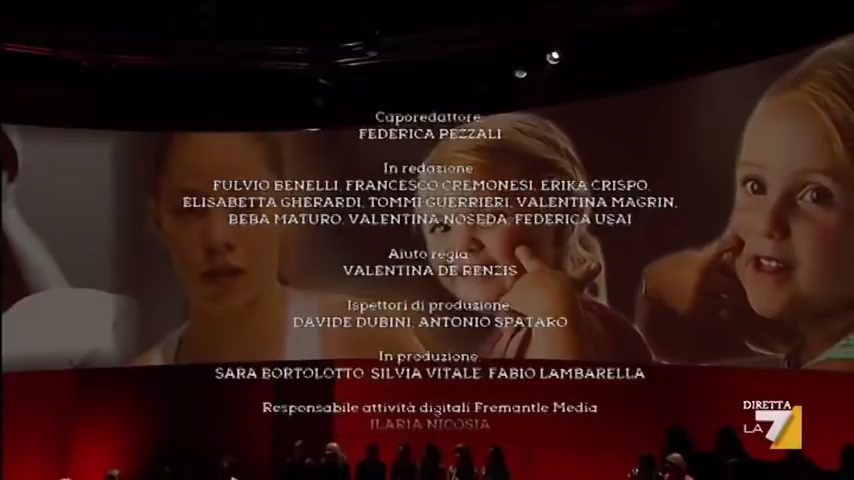 Caporedattore
FEDERICA PEZZALI
In redazione
FULVIO BENELLI, FRANCESCO CREMONESI, ERIKA CRISPO,
ELISABETTA GHERARDI, TOMMI GUERRIERI, VALENTINA MAGRIN,
BEBA MATURO, VALENTINA NOSEDA, FEDERICA USAI
Aiuto regia
VALENTINA DE RENZIS
Ispettori di produzione
DAVIDE DUBINI, ANTONIO SPATARO
In produzione
SARA BORTOLOTTO, SILVIA VITALE, FABIO LAMBARELLA
Responsabile attività digitali Fremantle Media
ILARIA NICOSIA
DIRETTA
LA7